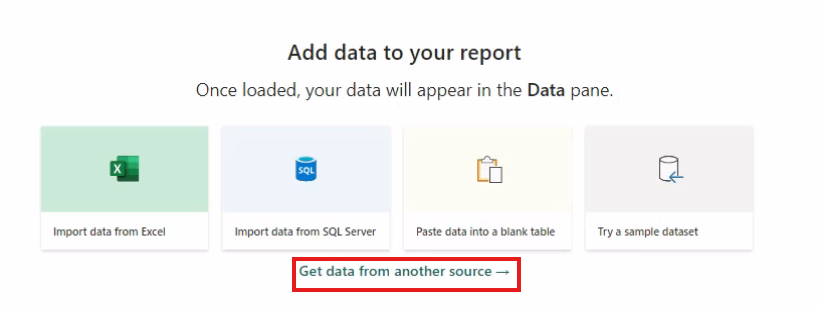 Add data to your report
Once loaded, your data will appear in the Data pane.
X
SQL
Import data from Excel
Import data from SQL Server
Paste data into a blank table
Try a sample dataset
Get data from another source →